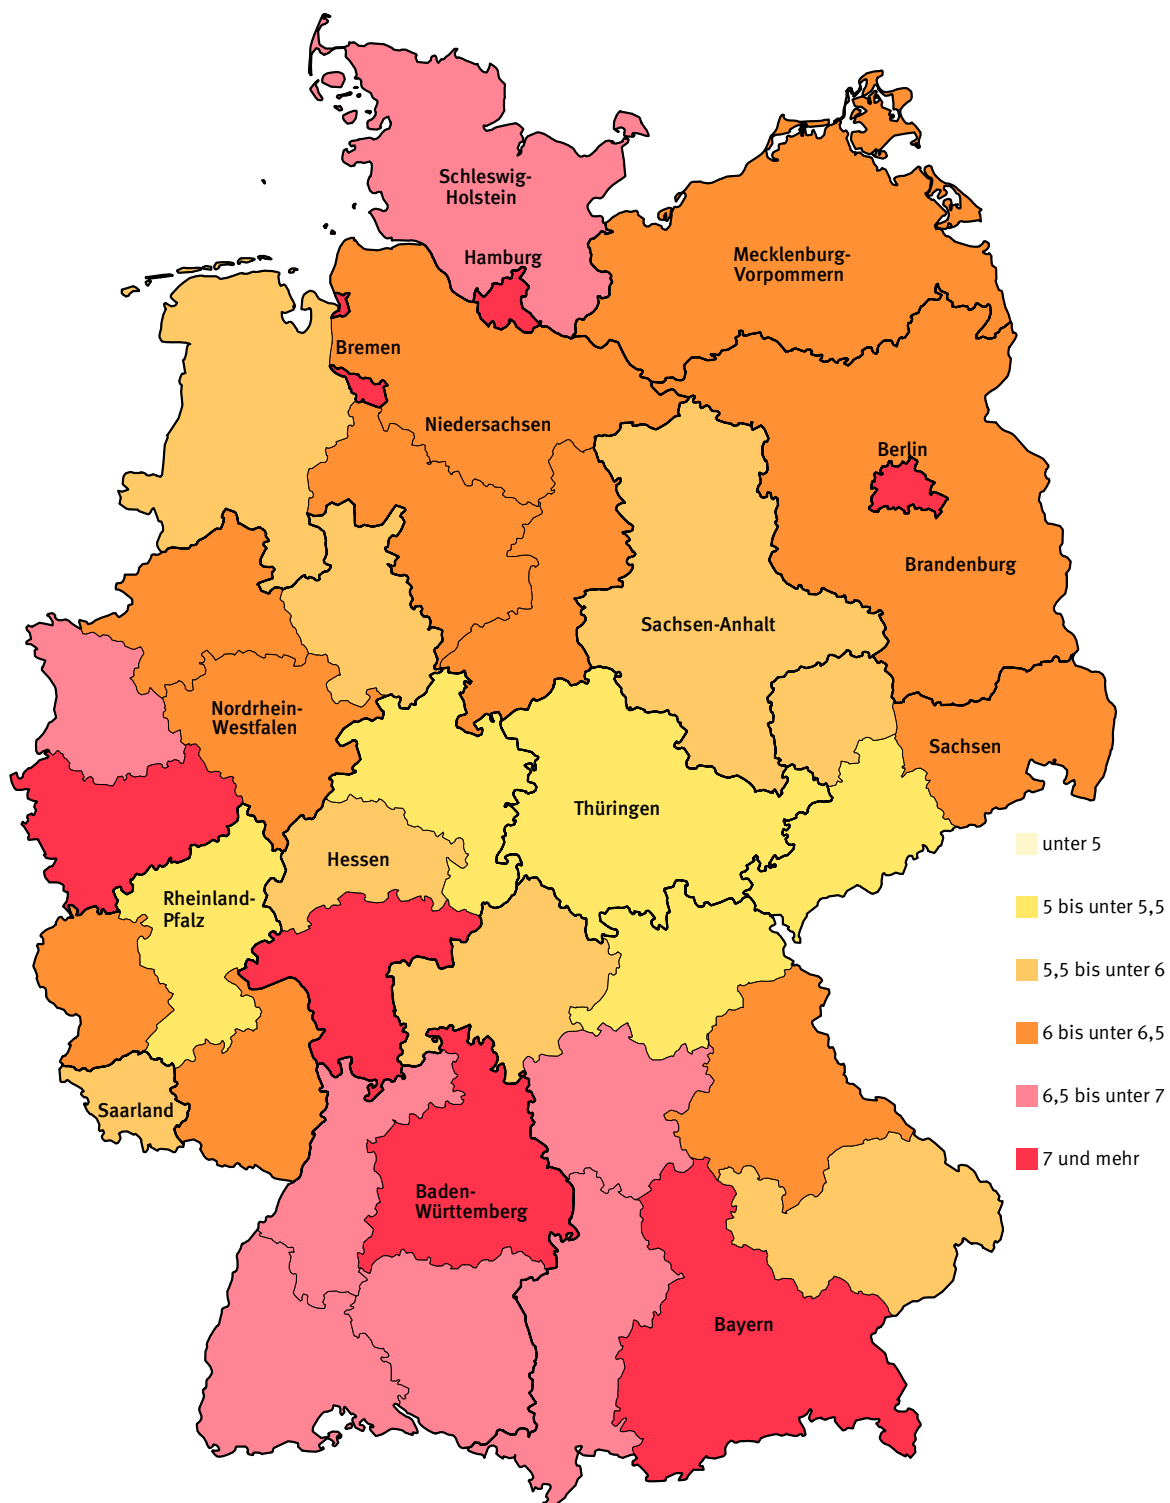 Schleswig-
Holstein
Hamburg
Mecklenburg-
Vorpommern
Bremen
Niedersachsen
Berlin
Brandenburg
Sachsen-Anhalt
Nordrhein-
Westfalen
Sachsen
Thüringen
Hessen
Rheinland-
Pfalz
Saarland
Baden-
Württemberg
Bayern
unter 5
5 bis unter 5,5
5,5 bis unter 6
6 bis unter 6,5
6,5 bis unter 7
7 und mehr